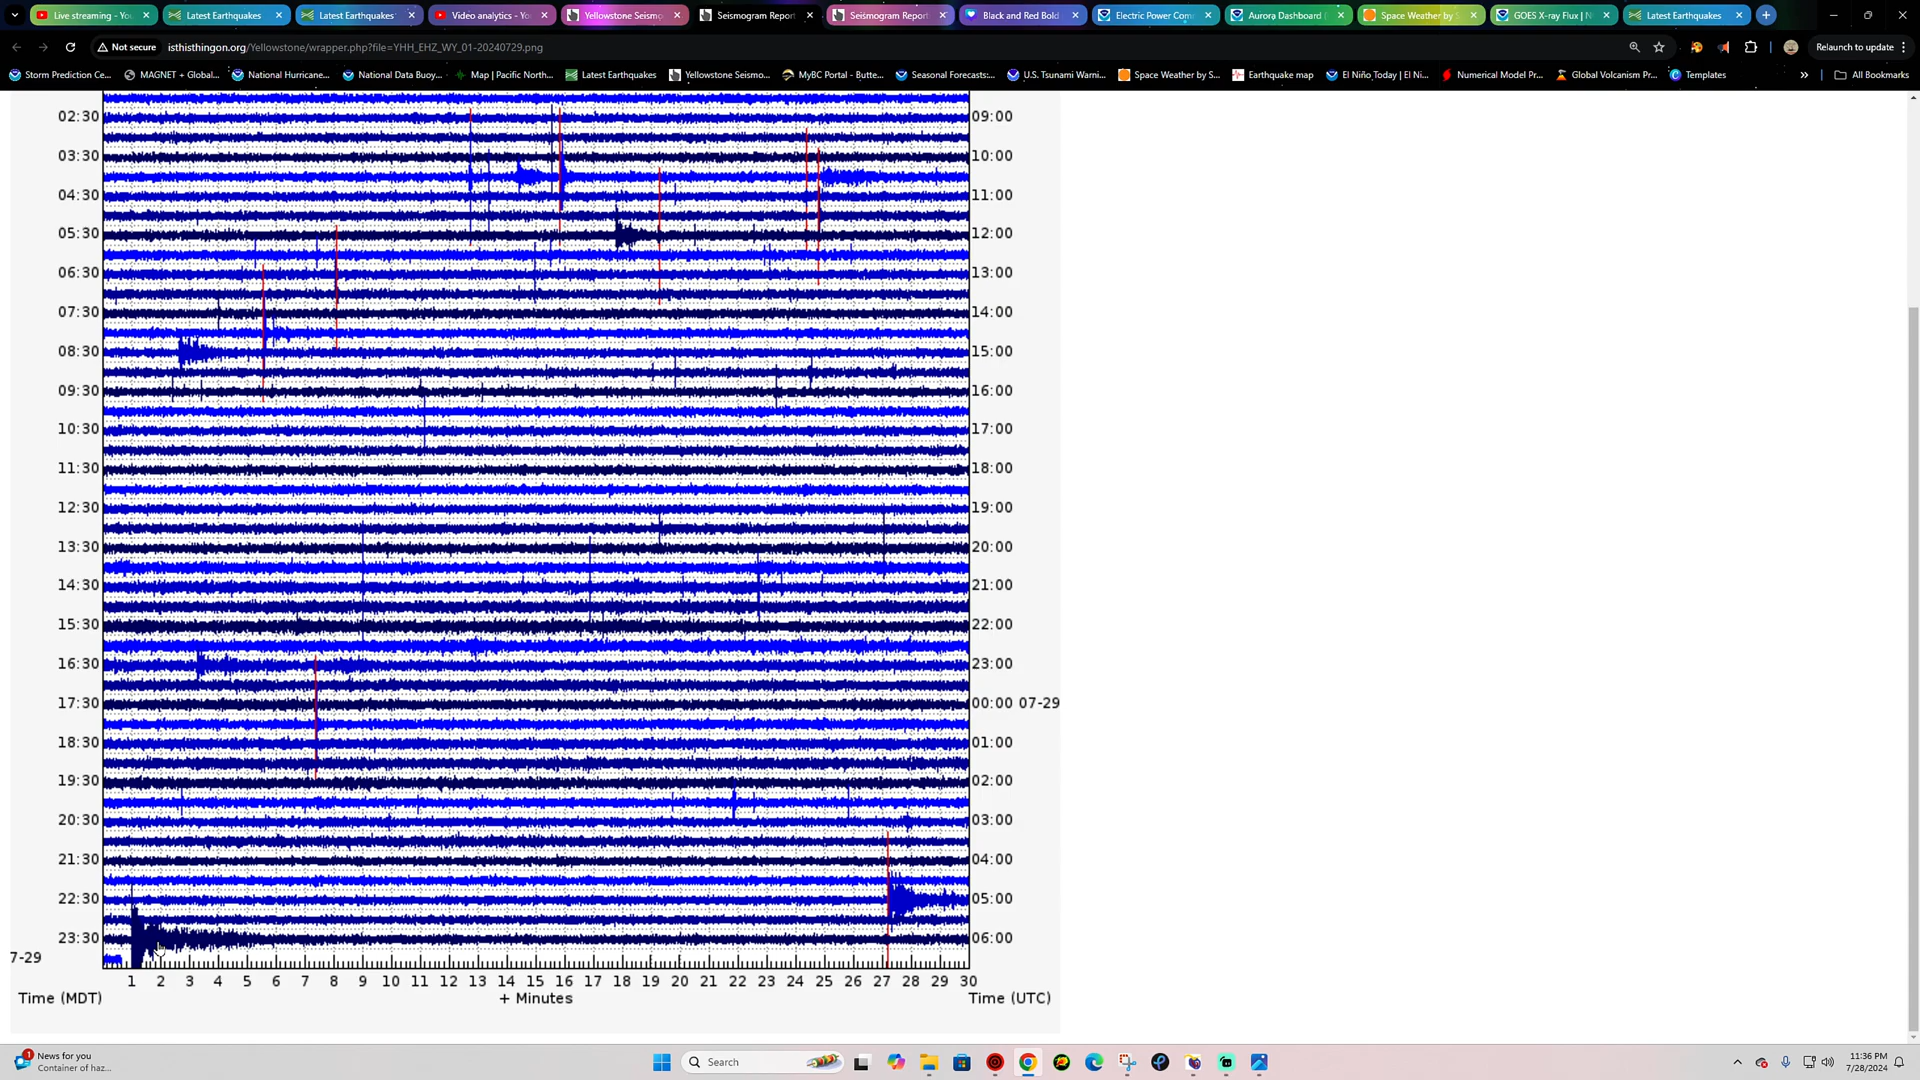 Live streaming - Yo
Latest Earthquakes
Latest Earthquakes
Video analytics - Yo
Yellowstone Seismo
Seismogram Report
Seismogram Report
Black and Red Bold
Electric Power Com
Aurora Dashboard (
Space Weather by S
GOES X-ray Flux | N
Latest Earthquakes
Not secure
isthisthingon.org/Yellowstone/wrapper.php?file=YHH_EHZ_WY_01-20240729.png
Relaunch to update
Storm Prediction Ce...
MAGNET + Global...
National Hurricane...
National Data Buoy...
Map | Pacific North...
Latest Earthquakes
Yellowstone Seismo...
MyBC Portal - Butte...
Seasonal Forecasts:...
U.S. Tsunami Warni...
Space Weather by S...
Earthquake map
El Niño Today | El Ni...
Numerical Model Pr...
Global Volcanism Pr...
Templates
All Bookmarks
02:30 09:00
03:30 10:00
04:30 11:00
05:30 12:00
06:30 13:00
07:30 14:00
08:30 15:00
09:30 16:00
10:30 17:00
11:30 18:00
12:30 19:00
13:30 20:00
14:30 21:00
15:30 22:00
16:30 23:00
17:30 00:00 07-29
18:30 01:00
19:30 02:00
20:30 03:00
21:30 04:00
22:30 05:00
23:30 06:00
7-29
1 2 3 4 5 6 7 8 9 10 11 12 13 14 15 16 17 18 19 20 21 22 23 24 25 26 27 28 29 30
Time (MDT) + Minutes Time (UTC)
1
News for you
Container of haz...
Search
11:36 PM
7/28/2024